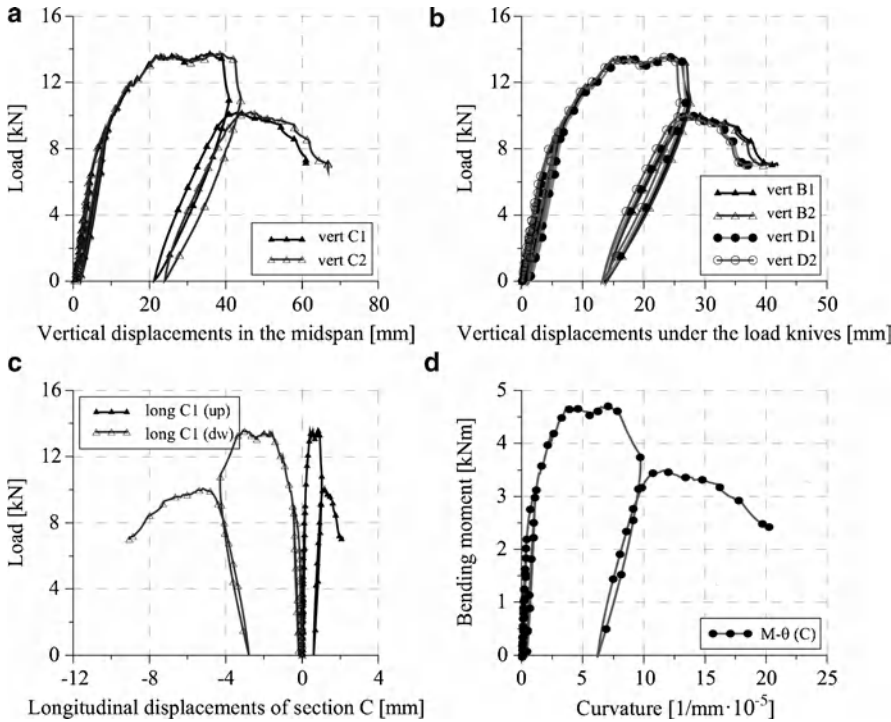 a
16
12
8
4
0
Load [kN]
vert C1
vert C2
0 20 40 60 80
Vertical displacements in the midspan [mm]
b
16
12
8
4
0
Load [kN]
vert B1
vert B2
vert D1
vert D2
0 10 20 30 40 50
Vertical displacements under the load knives [mm]
c
16
12
8
4
0
Load [kN]
long C1 (up)
long C1 (dw)
-12 -8 -4 0 4
Longitudinal displacements of section C [mm]
d
5
4
3
2
1
0
Bending moment [kNm]
M-θ (C)
0 5 10 15 20 25
Curvature [1/mm·10⁻⁵]